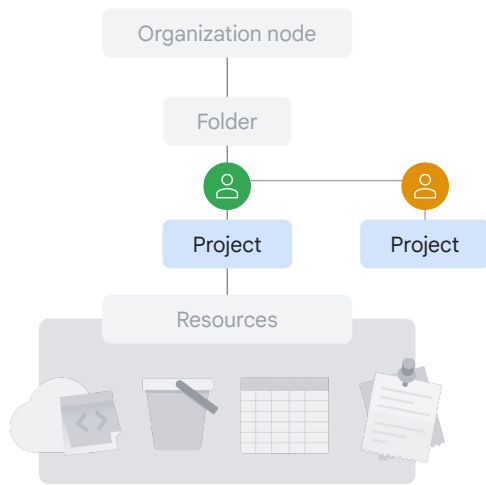 Organization node
Folder
Project
Project
Resources